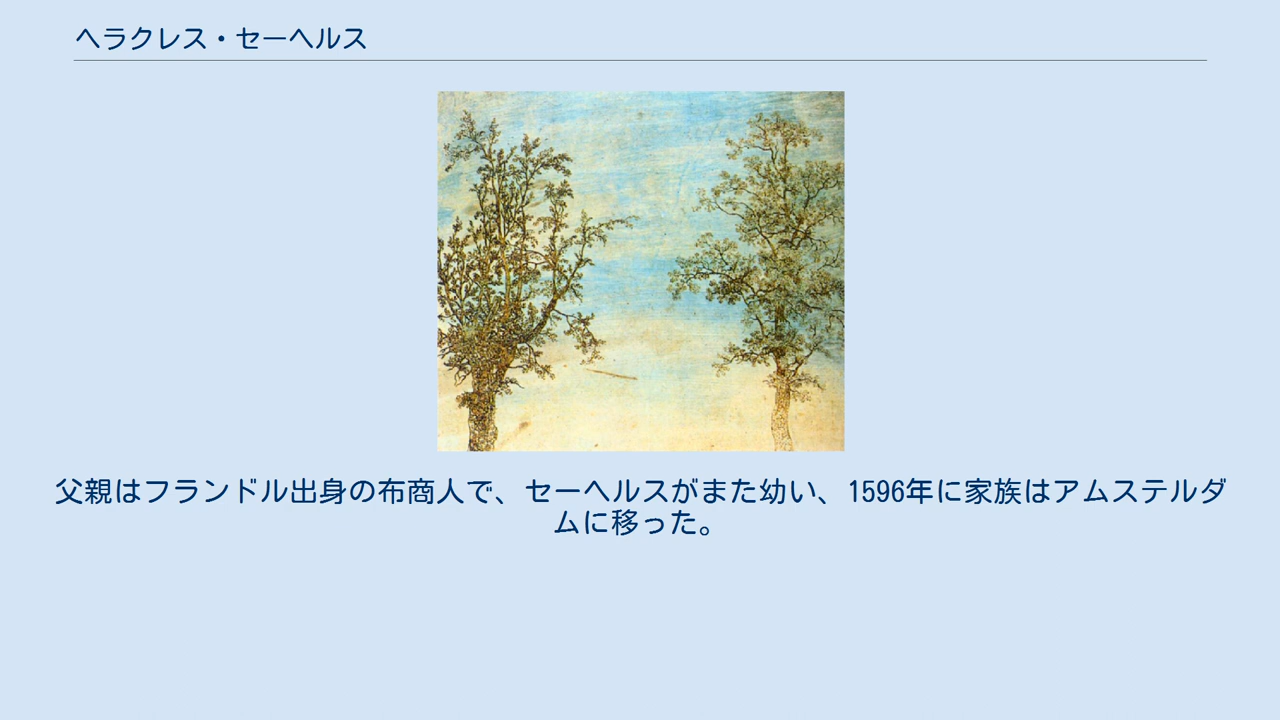 ヘラクレス・セーヘルス
父親はフランドル出身の布商人で、セーヘルスがまた幼い、1596年に家族はアムステルダ
ムに移った。